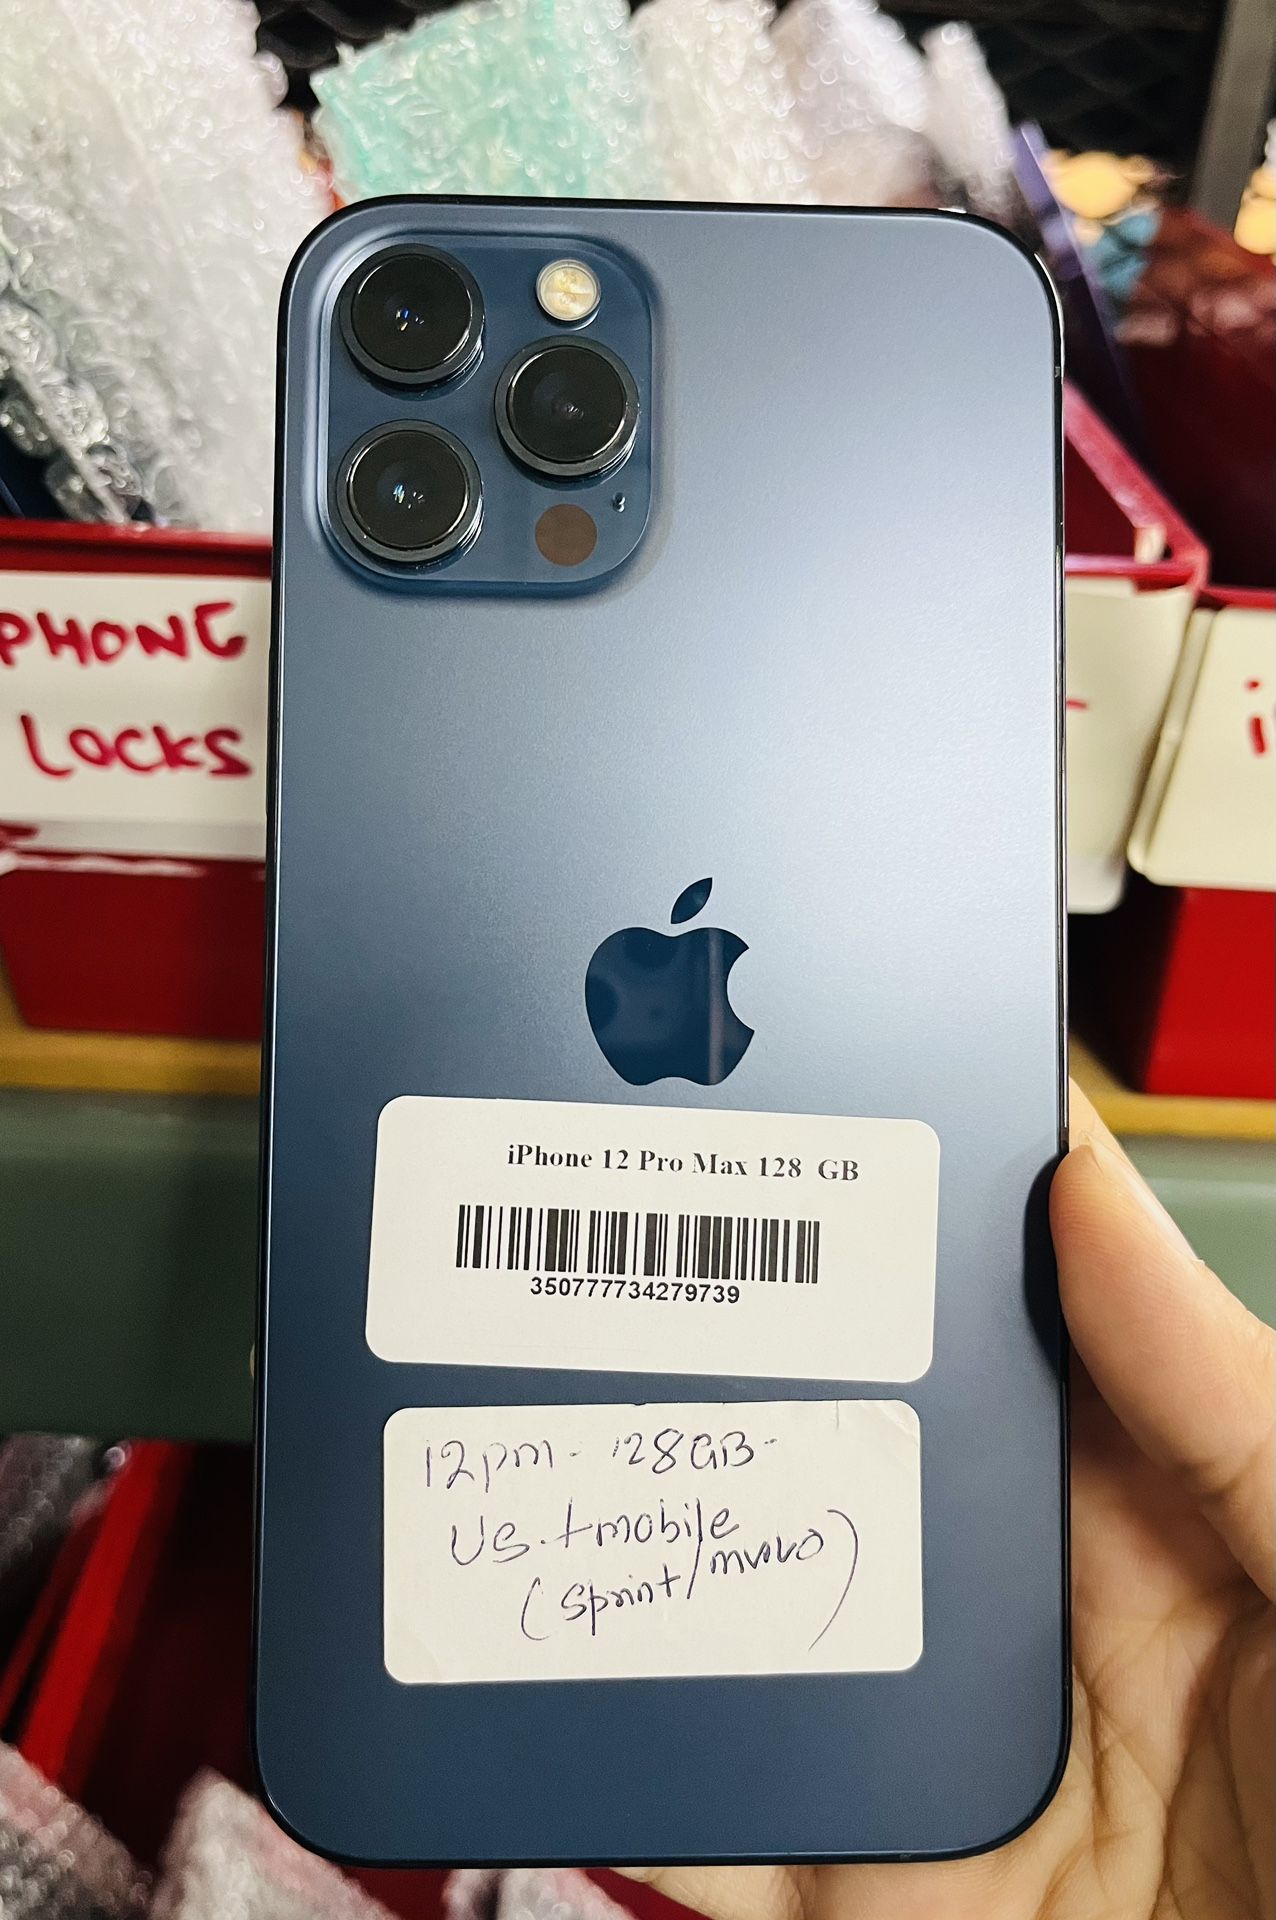 PHONE
LOCKS
i
iPhone 12 Pro Max 128 GB
350777734279739
12pm - 128GB -
US. tmobile
(sprint/mvno)